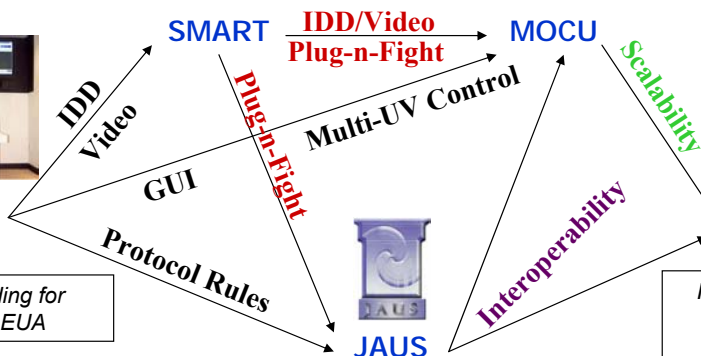 SMART
IDD/Video
Plug-n-Fight
MOCU
Scalability
IDD
Video
Plug-n-Fight
Multi-UV Control
GUI
Protocol Rules
Interoperability
JAUS
JAUS
ding for
EUA